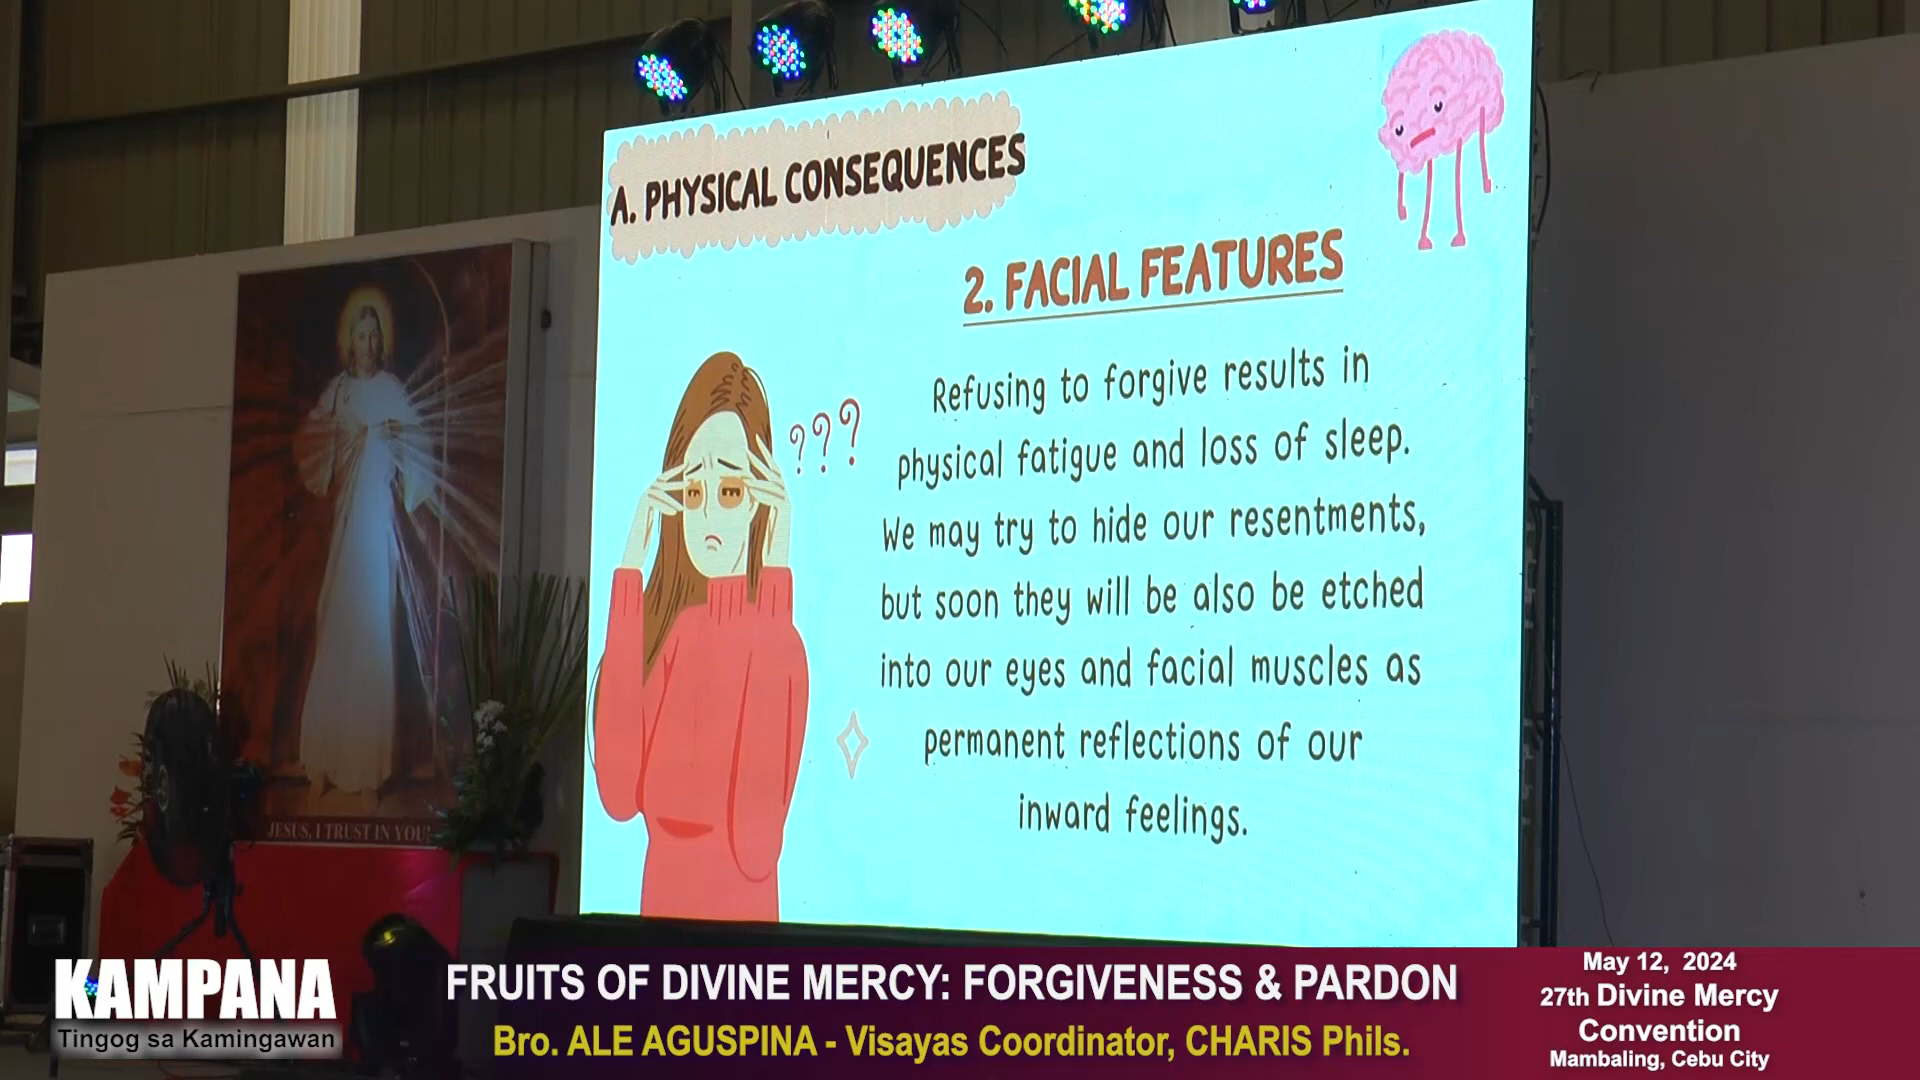 A. PHYSICAL CONSEQUENCES
2. FACIAL FEATURES
???
Refusing to forgive results in
physical fatigue and loss of sleep.
We may try to hide our resentments,
but soon they will be also be etched
into our eyes and facial muscles as
permanent reflections of our
inward feelings.
JESUS, I TRUST IN YOU!
KAMPANA
Tingog sa Kamingawan
FRUITS OF DIVINE MERCY: FORGIVENESS & PARDON
Bro. ALE AGUSPINA - Visayas Coordinator, CHARIS Phils.
May 12, 2024
27th Divine Mercy
Convention
Mambaling, Cebu City